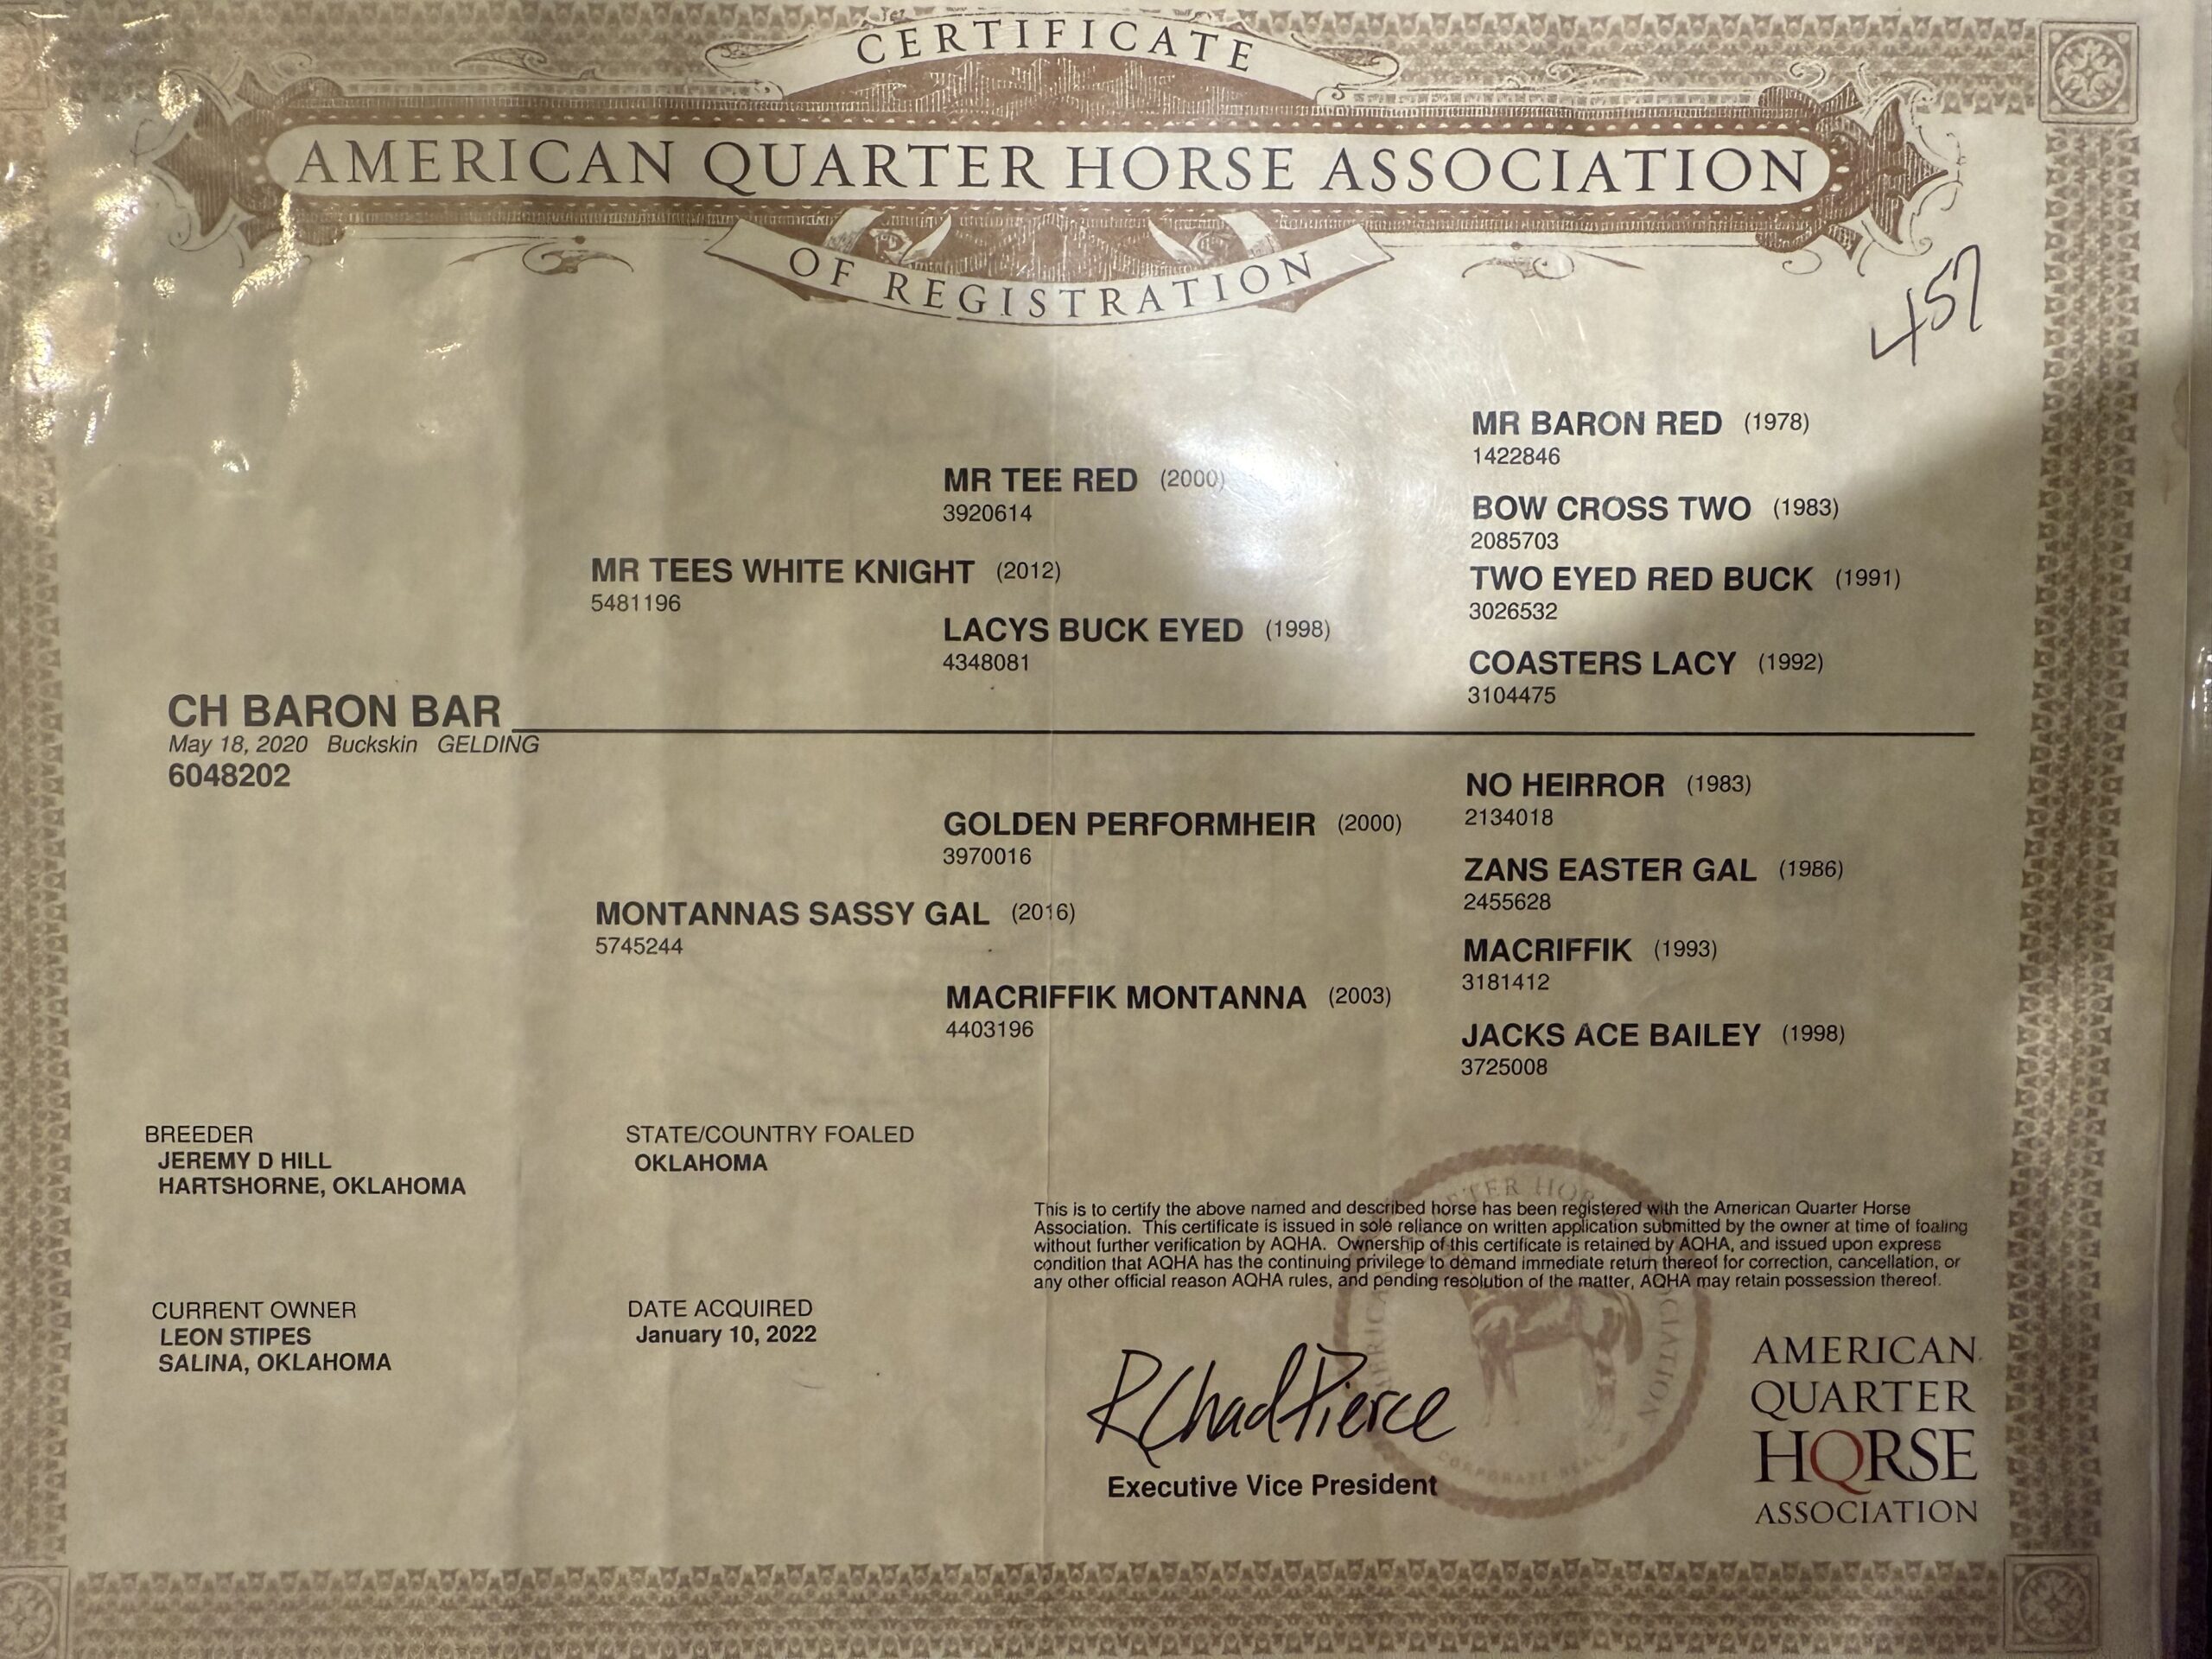 CERTIFICATE
AMERICAN QUARTER HORSE ASSOCIATION
OF REGISTRATION
457
MR BARON RED (1978)
1422846
MR TEE RED (2000)
3920614
BOW CROSS TWO (1983)
2085703
MR TEES WHITE KNIGHT (2012)
5481196
TWO EYED RED BUCK (1991)
3026532
LACYS BUCK EYED (1998)
4348081
COASTERS LACY (1992)
3104475
CH BARON BAR
May 18, 2020 Buckskin GELDING
6048202
NO HEIRROR (1983)
2134018
GOLDEN PERFORMHEIR (2000)
3970016
ZANS EASTER GAL (1986)
2455628
MONTANNAS SASSY GAL (2016)
5745244
MACRIFFIK (1993)
3181412
MACRIFFIK MONTANNA (2003)
4403196
JACKS ACE BAILEY (1998)
3725008
BREEDER
JEREMY D HILL
HARTSHORNE, OKLAHOMA
STATE/COUNTRY FOALED
OKLAHOMA
This is to certify the above named and described horse has been registered with the American Quarter Horse
Association. This certificate is issued in sole reliance on written application submitted by the owner at time of foaling
without further verification by AQHA. Ownership of this certificate is retained by AQHA, and issued upon express
condition that AQHA has the continuing privilege to demand immediate return thereof for correction, cancellation, or
any other official reason AQHA rules, and pending resolution of the matter, AQHA may retain possession thereof.
CURRENT OWNER
LEON STIPES
SALINA, OKLAHOMA
DATE ACQUIRED
January 10, 2022
R Chad Pierce
Executive Vice President
CORPORATE SEAL
AMERICAN
QUARTER
HORSE
ASSOCIATION